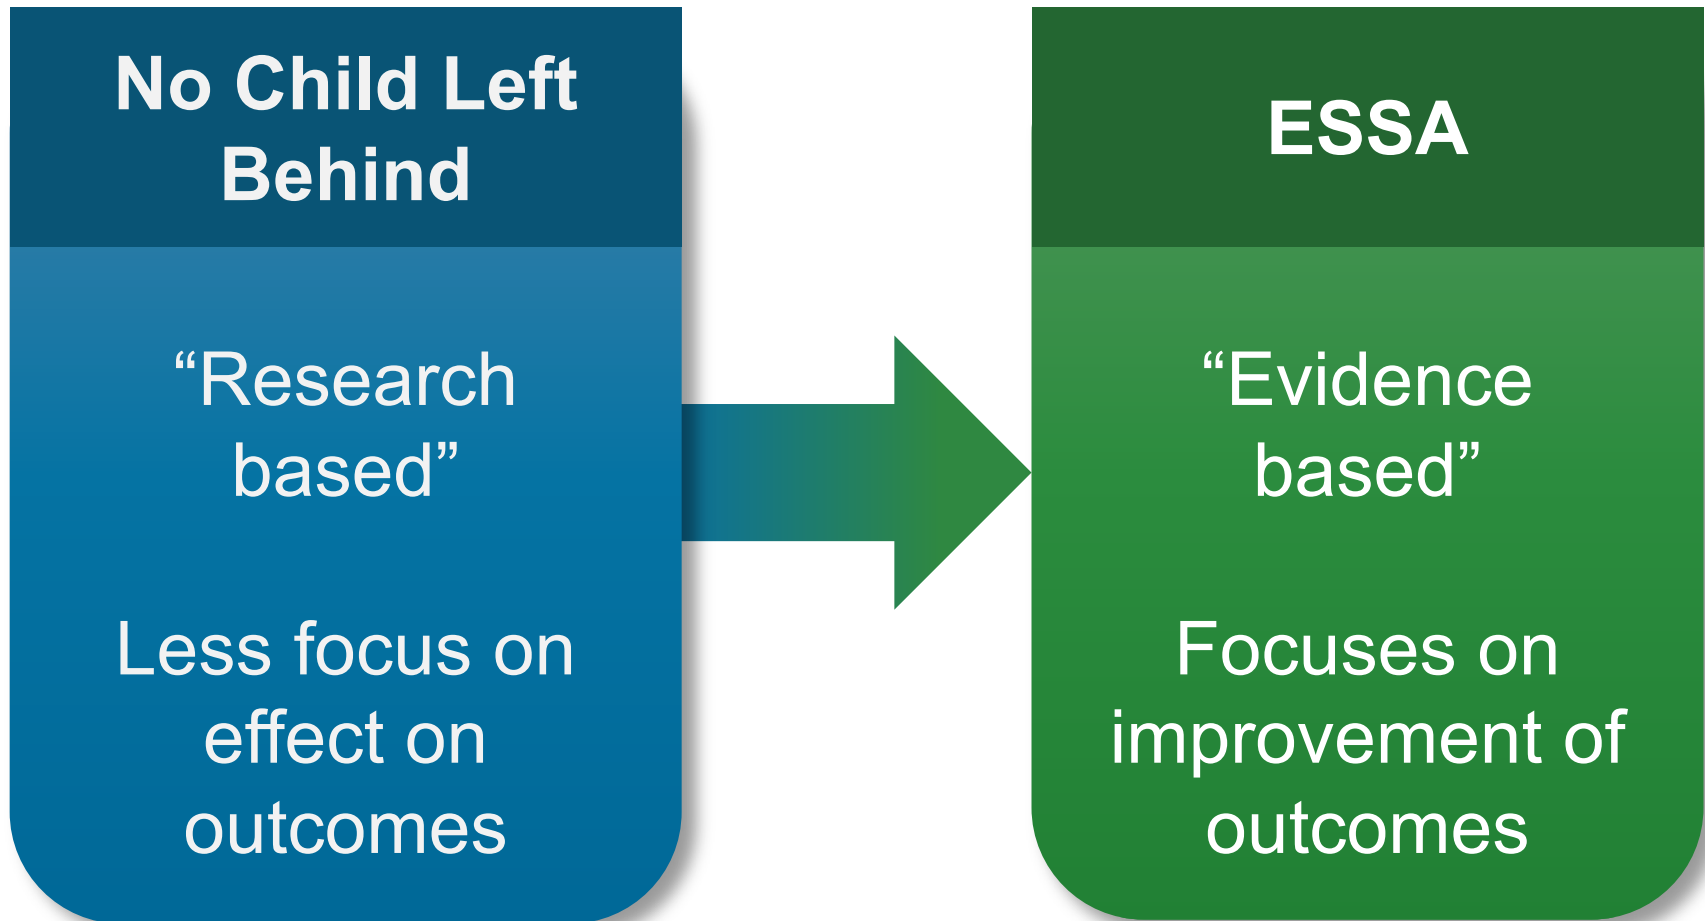 No Child Left
Behind
“Research
based”
Less focus on
effect on
outcomes
ESSA
“Evidence
based”
Focuses on
improvement of
outcomes